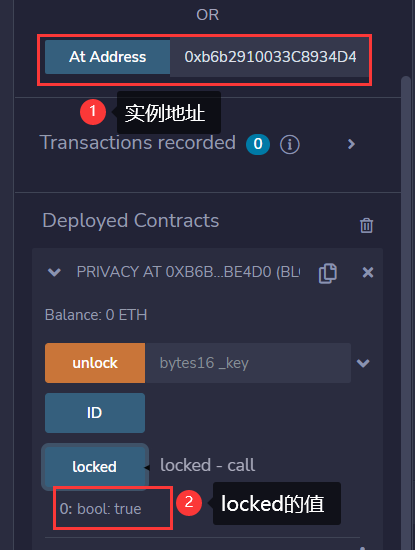 OR
At Address 0xb6b2910033C8934D4
1 实例地址
Transactions recorded 0 i
Deployed Contracts
PRIVACY AT 0XB6B...BE4D0 (BLO
Balance: 0 ETH
unlock bytes16 _key
ID
locked locked - call
0: bool: true
2 locked的值